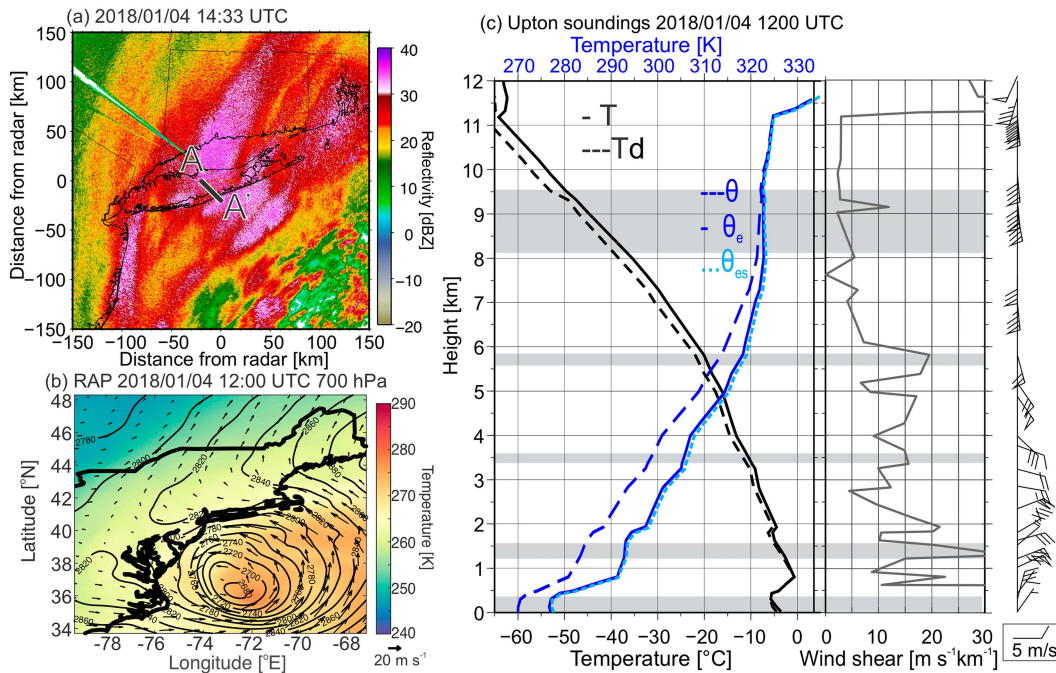 (a) 2018/01/04 14:33 UTC
150
100
50
0
−50
−100
−150
Distance from radar [km]
−150 −100 −50 0 50 100 150
Distance from radar [km]
A
A'
40
30
20
10
0
−10
−20
Reflectivity [dBZ]
(b) RAP 2018/01/04 12:00 UTC 700 hPa
48
46
44
42
40
38
36
34
Latitude [°N]
-78 -76 -74 -72 -70 -68
Longitude [°E]
290
280
270
260
250
240
Temperature [K]
20 m s⁻¹
(c) Upton soundings 2018/01/04 1200 UTC
Temperature [K]
265 270 280 290 300 310 320 330
12
11
10
9
8
7
6
5
4
3
2
1
0
Height [km]
- T
---Td
---θ
- θe
...θes
−60 −50 −40 −30 −20 −10 0
Temperature [°C]
0 10 20 30
Wind shear [m s⁻¹km⁻¹]
5 m/s